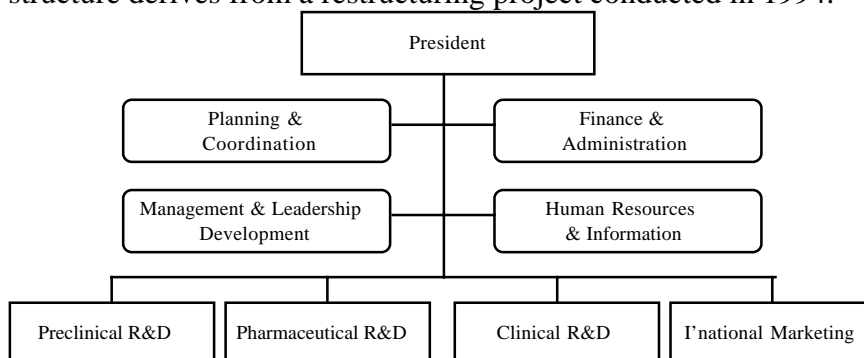 structure derives from a restructuring project conducted in 1994.
President
Planning &
Coordination
Finance &
Administration
Management & Leadership
Development
Human Resources
& Information
Preclinical R&D
Pharmaceutical R&D
Clinical R&D
I'national Marketing